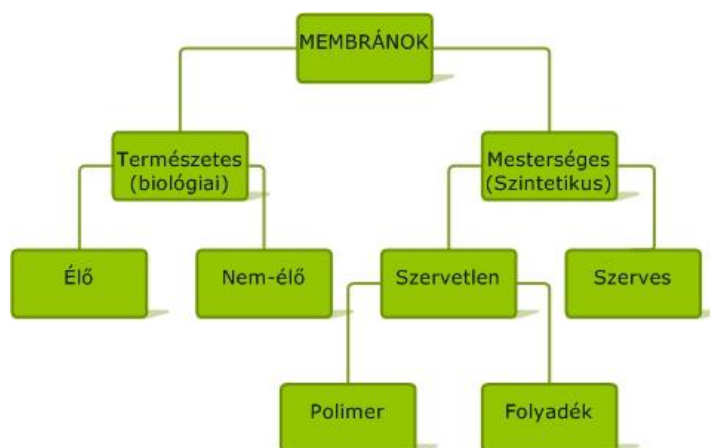 MEMBRÁNOK
Természetes
(biológiai)
Mesterséges
(Szintetikus)
Élő
Nem-élő
Szervetlen
Szerves
Polimer
Folyadék